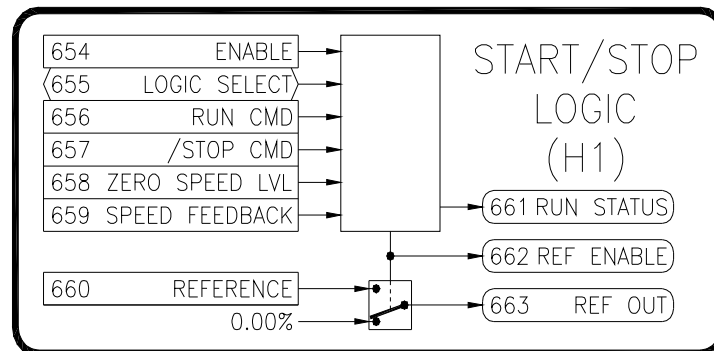 654 ENABLE
655 LOGIC SELECT
656 RUN CMD
657 /STOP CMD
658 ZERO SPEED LVL
659 SPEED FEEDBACK
660 REFERENCE
0.00%
START/STOP
LOGIC
(H1)
661 RUN STATUS
662 REF ENABLE
663 REF OUT